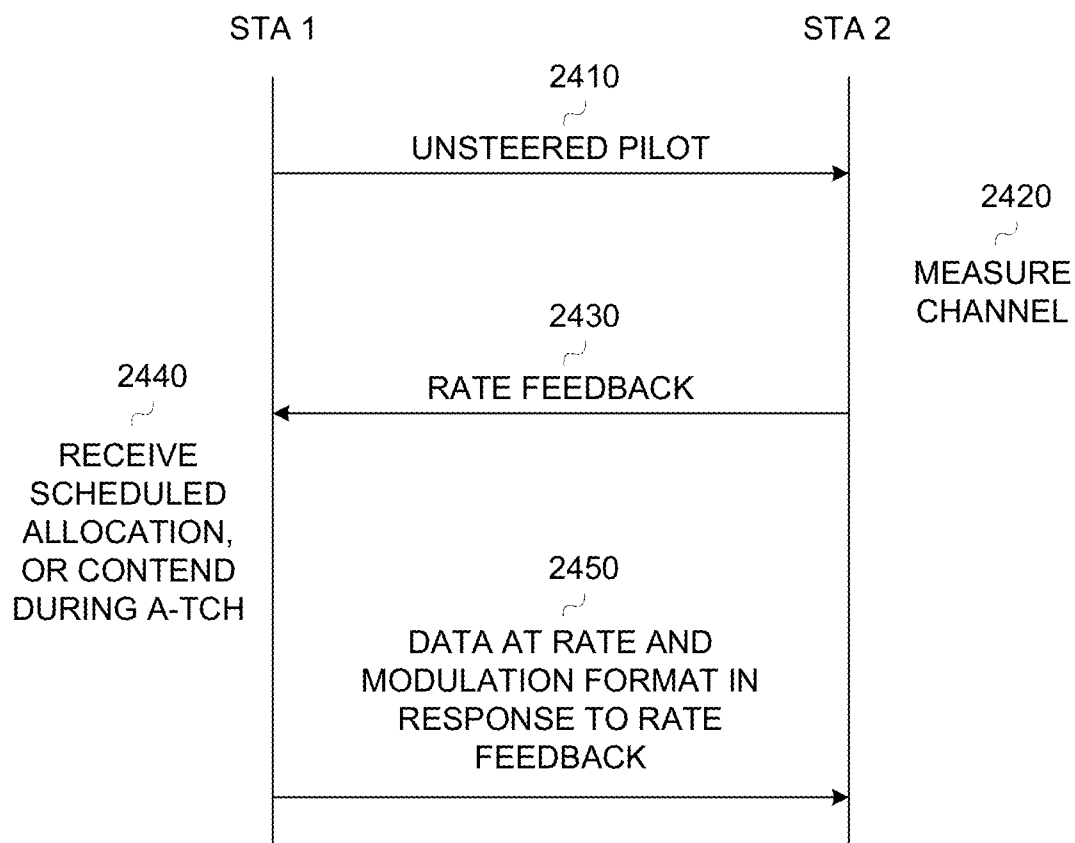 STA 1
STA 2
2410
UNSTEERED PILOT
2420
MEASURE
CHANNEL
2430
RATE FEEDBACK
2440
RECEIVE
SCHEDULED
ALLOCATION,
OR CONTEND
DURING A-TCH
2450
DATA AT RATE AND
MODULATION FORMAT IN
RESPONSE TO RATE
FEEDBACK